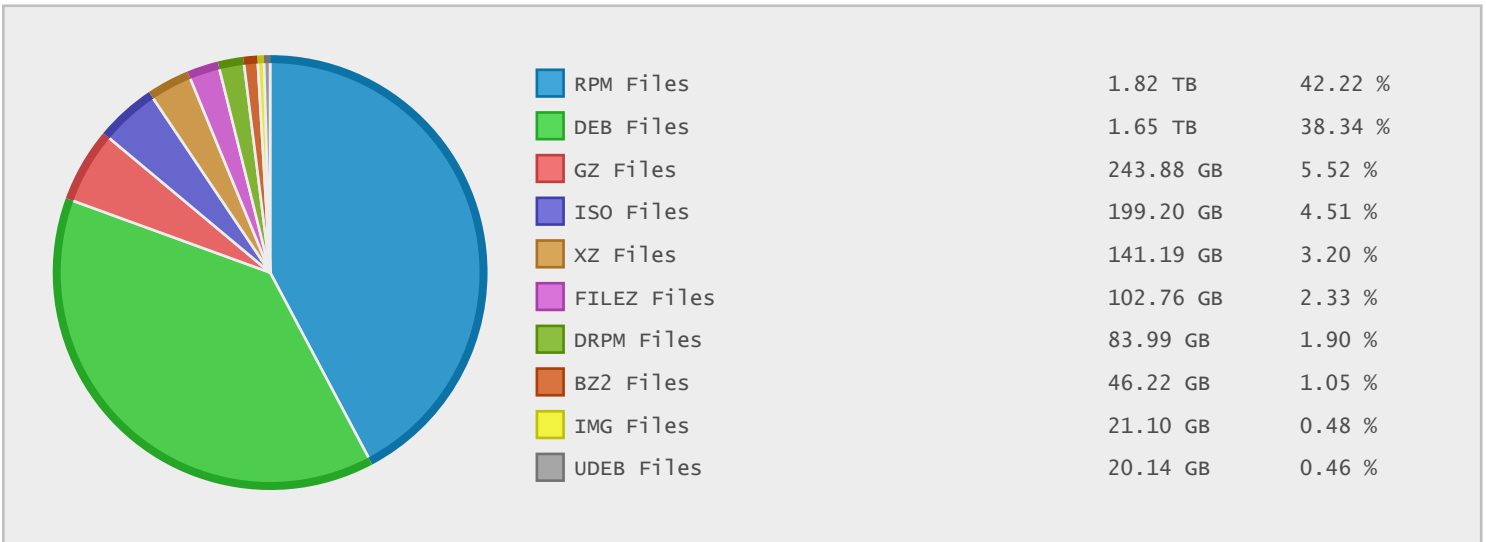 RPM Files 1.82 TB 42.22 %
DEB Files 1.65 TB 38.34 %
GZ Files 243.88 GB 5.52 %
ISO Files 199.20 GB 4.51 %
XZ Files 141.19 GB 3.20 %
FILEZ Files 102.76 GB 2.33 %
DRPM Files 83.99 GB 1.90 %
BZ2 Files 46.22 GB 1.05 %
IMG Files 21.10 GB 0.48 %
UDEB Files 20.14 GB 0.46 %